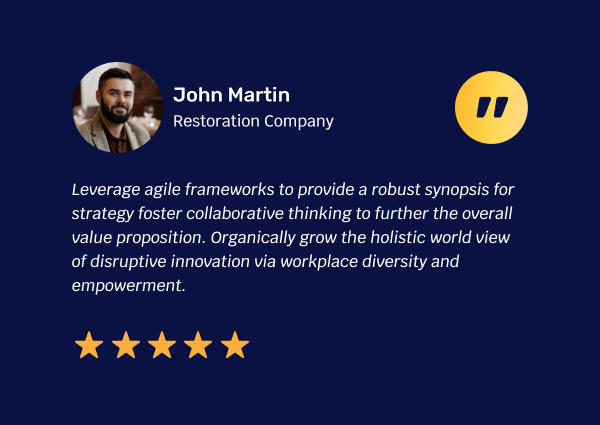 John Martin
Restoration Company
"
Leverage agile frameworks to provide a robust synopsis for
strategy foster collaborative thinking to further the overall
value proposition. Organically grow the holistic world view
of disruptive innovation via workplace diversity and
empowerment.